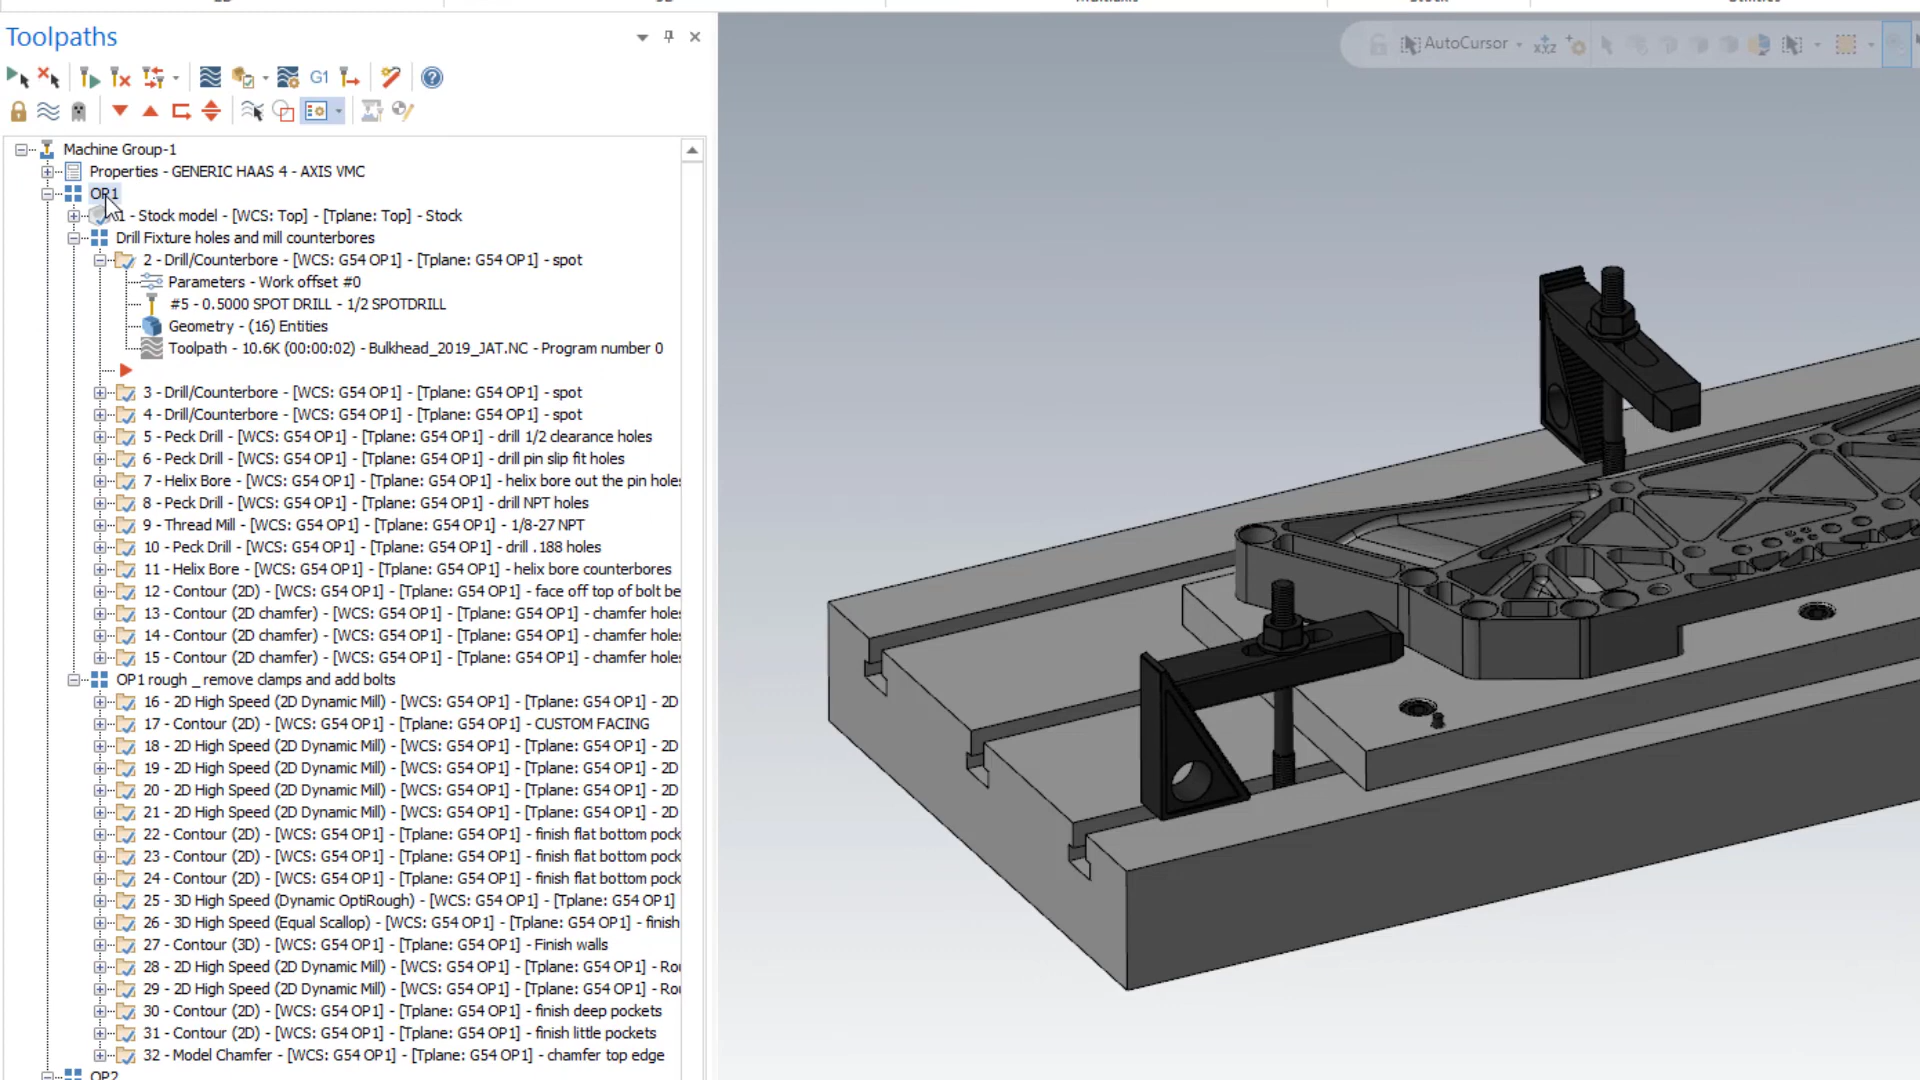 Toolpaths
AutoCursor
G1
Machine Group-1
Properties - GENERIC HAAS 4 - AXIS VMC
OP1
1 - Stock model - [WCS: Top] - [Tplane: Top] - Stock
Drill Fixture holes and mill counterbores
2 - Drill/Counterbore - [WCS: G54 OP1] - [Tplane: G54 OP1] - spot
Parameters - Work offset #0
#5 - 0.5000 SPOT DRILL - 1/2 SPOTDRILL
Geometry - (16) Entities
Toolpath - 10.6K (00:00:02) - Bulkhead_2019_JAT.NC - Program number 0
3 - Drill/Counterbore - [WCS: G54 OP1] - [Tplane: G54 OP1] - spot
4 - Drill/Counterbore - [WCS: G54 OP1] - [Tplane: G54 OP1] - spot
5 - Peck Drill - [WCS: G54 OP1] - [Tplane: G54 OP1] - drill 1/2 clearance holes
6 - Peck Drill - [WCS: G54 OP1] - [Tplane: G54 OP1] - drill pin slip fit holes
7 - Helix Bore - [WCS: G54 OP1] - [Tplane: G54 OP1] - helix bore out the pin holes
8 - Peck Drill - [WCS: G54 OP1] - [Tplane: G54 OP1] - drill NPT holes
9 - Thread Mill - [WCS: G54 OP1] - [Tplane: G54 OP1] - 1/8-27 NPT
10 - Peck Drill - [WCS: G54 OP1] - [Tplane: G54 OP1] - drill .188 holes
11 - Helix Bore - [WCS: G54 OP1] - [Tplane: G54 OP1] - helix bore counterbores
12 - Contour (2D) - [WCS: G54 OP1] - [Tplane: G54 OP1] - face off top of bolt be
13 - Contour (2D chamfer) - [WCS: G54 OP1] - [Tplane: G54 OP1] - chamfer holes
14 - Contour (2D chamfer) - [WCS: G54 OP1] - [Tplane: G54 OP1] - chamfer holes
15 - Contour (2D chamfer) - [WCS: G54 OP1] - [Tplane: G54 OP1] - chamfer holes
OP1 rough _ remove clamps and add bolts
16 - 2D High Speed (2D Dynamic Mill) - [WCS: G54 OP1] - [Tplane: G54 OP1] - 2D
17 - Contour (2D) - [WCS: G54 OP1] - [Tplane: G54 OP1] - CUSTOM FACING
18 - 2D High Speed (2D Dynamic Mill) - [WCS: G54 OP1] - [Tplane: G54 OP1] - 2D
19 - 2D High Speed (2D Dynamic Mill) - [WCS: G54 OP1] - [Tplane: G54 OP1] - 2D
20 - 2D High Speed (2D Dynamic Mill) - [WCS: G54 OP1] - [Tplane: G54 OP1] - 2D
21 - 2D High Speed (2D Dynamic Mill) - [WCS: G54 OP1] - [Tplane: G54 OP1] - 2D
22 - Contour (2D) - [WCS: G54 OP1] - [Tplane: G54 OP1] - finish flat bottom pock
23 - Contour (2D) - [WCS: G54 OP1] - [Tplane: G54 OP1] - finish flat bottom pock
24 - Contour (2D) - [WCS: G54 OP1] - [Tplane: G54 OP1] - finish flat bottom pock
25 - 3D High Speed (Dynamic OptiRough) - [WCS: G54 OP1] - [Tplane: G54 OP1]
26 - 3D High Speed (Equal Scallop) - [WCS: G54 OP1] - [Tplane: G54 OP1] - finish
27 - Contour (3D) - [WCS: G54 OP1] - [Tplane: G54 OP1] - Finish walls
28 - 2D High Speed (2D Dynamic Mill) - [WCS: G54 OP1] - [Tplane: G54 OP1] - Rou
29 - 2D High Speed (2D Dynamic Mill) - [WCS: G54 OP1] - [Tplane: G54 OP1] - Rou
30 - Contour (2D) - [WCS: G54 OP1] - [Tplane: G54 OP1] - finish deep pockets
31 - Contour (2D) - [WCS: G54 OP1] - [Tplane: G54 OP1] - finish little pockets
32 - Model Chamfer - [WCS: G54 OP1] - [Tplane: G54 OP1] - chamfer top edge
OP2